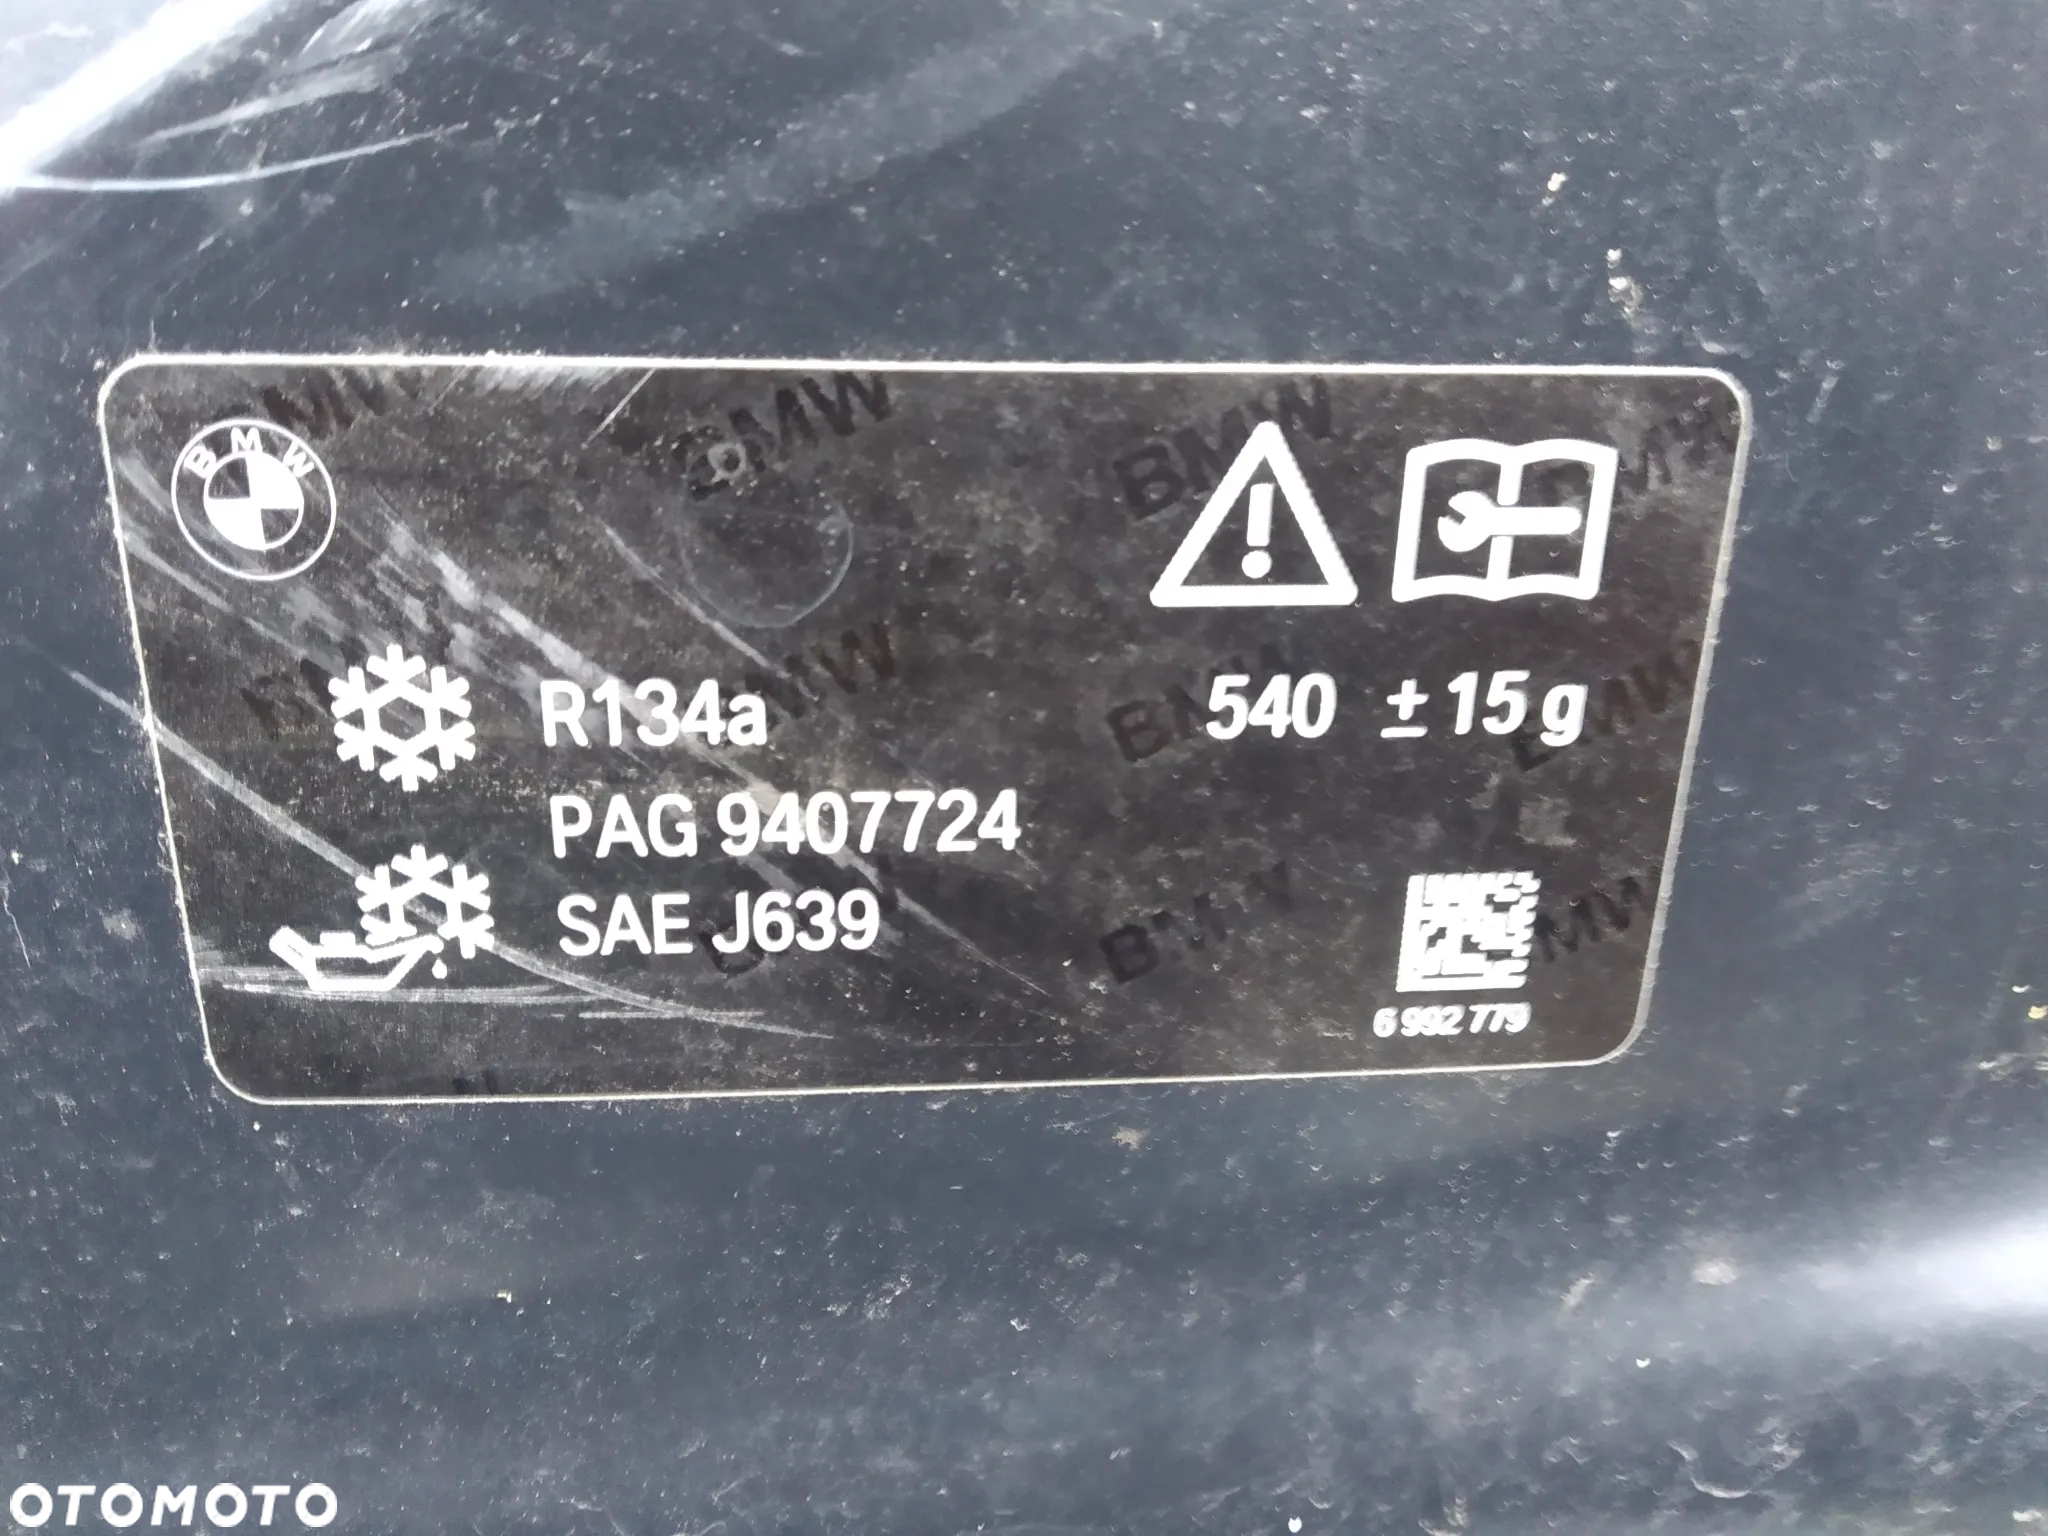 BMW
R134a 540 ± 15 g
PAG 9407724
SAE J639
6 992 779
OTOMOTO